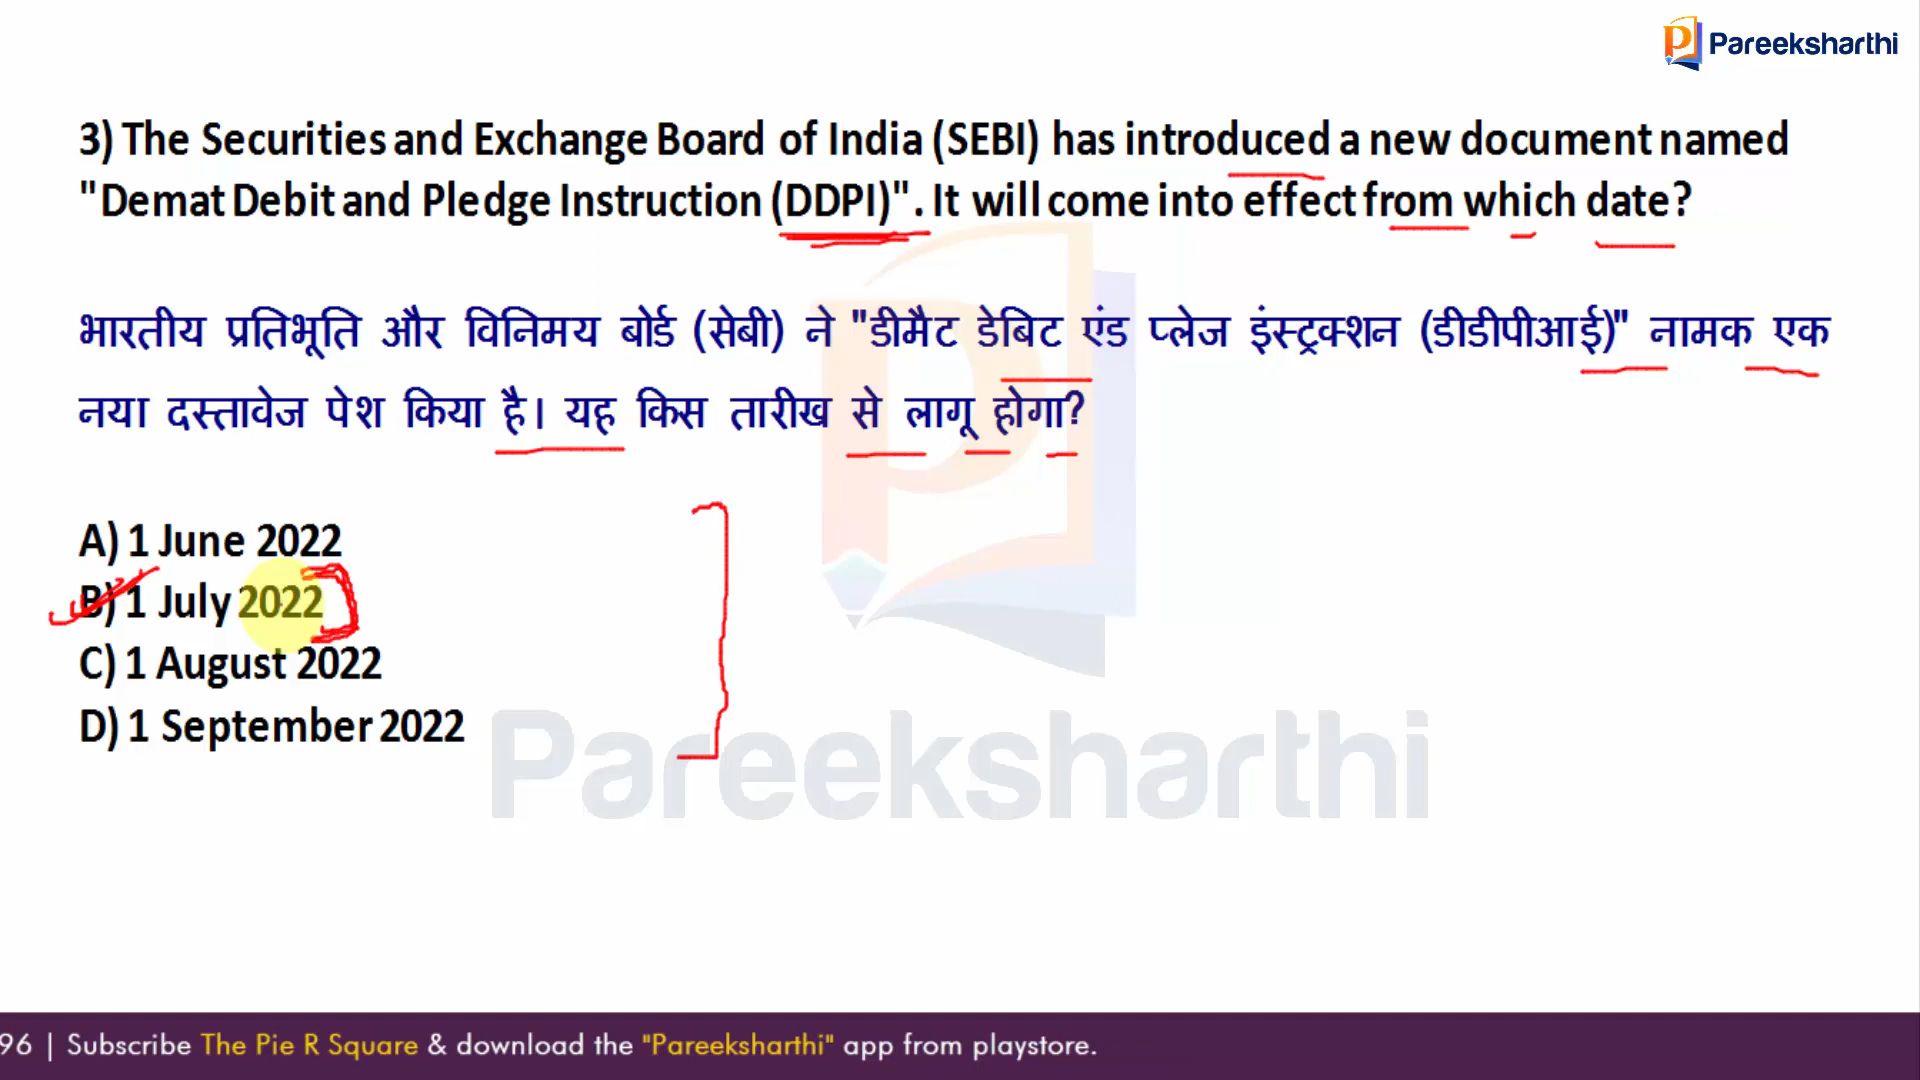 Pareeksharthi
3) The Securities and Exchange Board of India (SEBI) has introduced a new document named
"Demat Debit and Pledge Instruction (DDPI)". It will come into effect from which date?
भारतीय प्रतिभूति और विनिमय बोर्ड (सेबी) ने "डीमैट डेबिट एंड प्लेज इंस्ट्रक्शन (डीडीपीआई)" नामक एक
नया दस्तावेज पेश किया है। यह किस तारीख से लागू होगा?
A) 1 June 2022
B) 1 July 2022
C) 1 August 2022
D) 1 September 2022
Pareeksharthi
96 | Subscribe The Pie R Square & download the "Pareeksharthi" app from playstore.